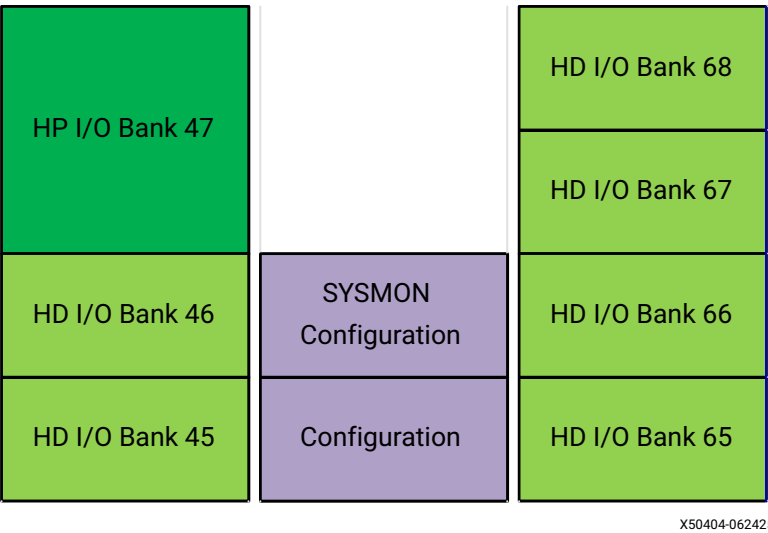 HP I/O Bank 47
HD I/O Bank 46
HD I/O Bank 45
SYSMON
Configuration
Configuration
HD I/O Bank 68
HD I/O Bank 67
HD I/O Bank 66
HD I/O Bank 65
X50404-06242